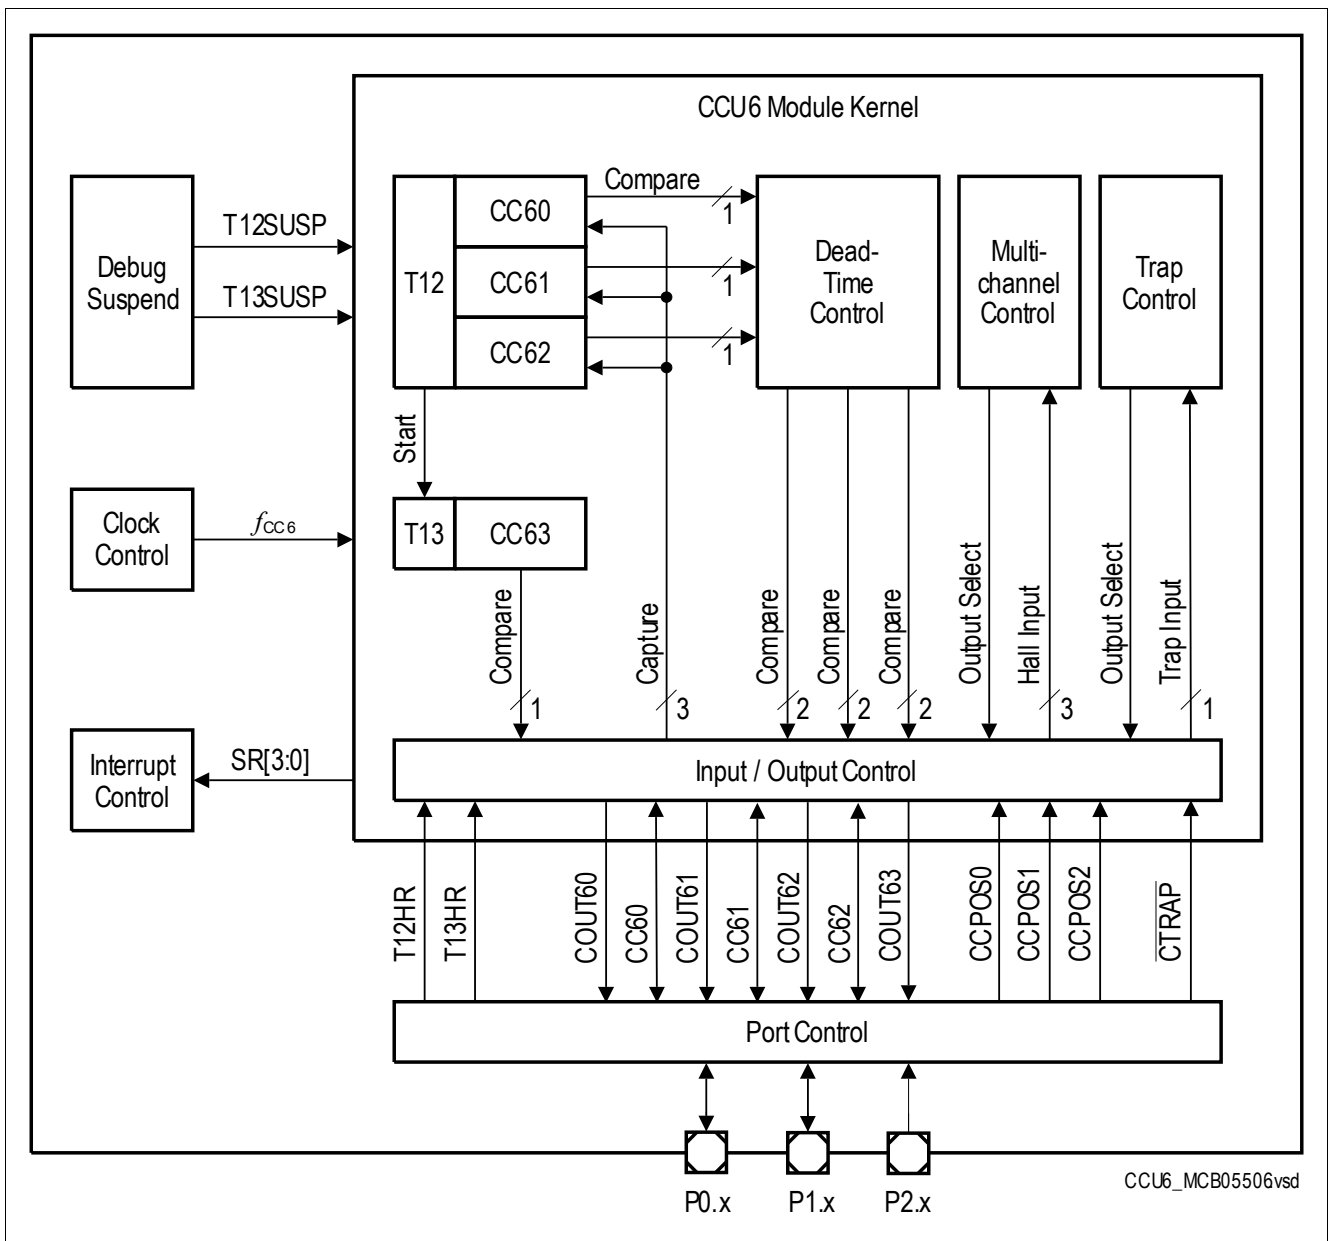 CCU6 Module Kernel
Debug
Suspend
T12SUSP
T13SUSP
T12
CC60
CC61
CC62
Compare
1
1
1
Dead-
Time
Control
Multi-
channel
Control
Trap
Control
Start
Clock
Control
fCC6
T13
CC63
Compare
1
Capture
3
Compare
2
Compare
2
Compare
2
Output Select
Hall Input
3
Output Select
Trap Input
1
Interrupt
Control
SR[3:0]
Input / Output Control
T12HR
T13HR
COUT60
CC60
COUT61
CC61
COUT62
CC62
COUT63
CCPOS0
CCPOS1
CCPOS2
CTRAP
Port Control
P0.x
P1.x
P2.x
CCU6_MCB05506.vsd